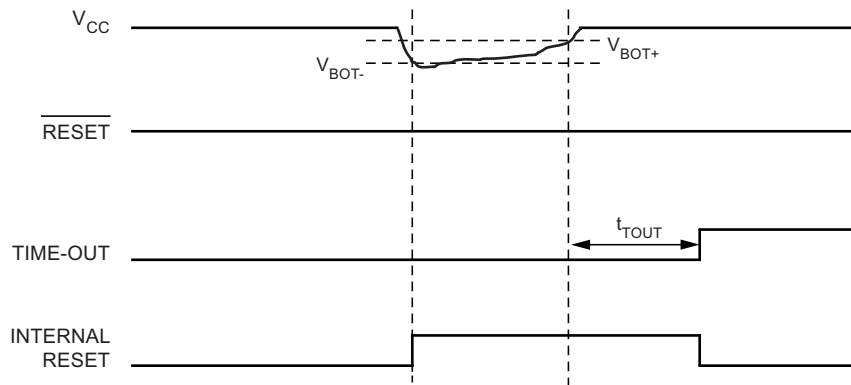 VCC
VBOT-
VBOT+
RESET
tTOUT
TIME-OUT
INTERNAL
RESET